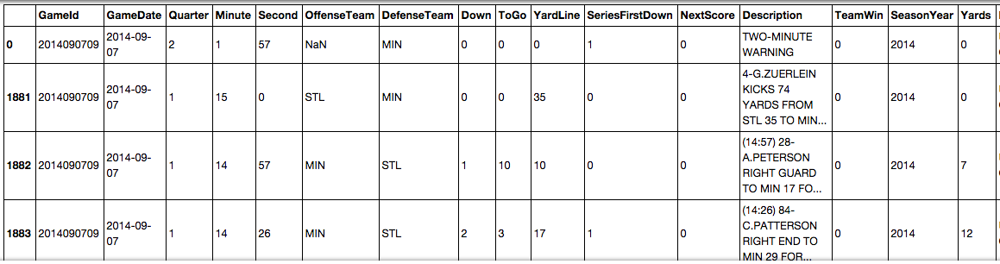 GameId GameDate Quarter Minute Second OffenseTeam DefenseTeam Down ToGo YardLine SeriesFirstDown NextScore Description TeamWin SeasonYear Yards
0 2014090709 2014-09-07 2 1 57 NaN MIN 0 0 0 1 0 TWO-MINUTE WARNING 0 2014 0
1881 2014090709 2014-09-07 1 15 0 STL MIN 0 0 35 0 0 4-G.ZUERLEIN KICKS 74 YARDS FROM STL 35 TO MIN... 0 2014 0
1882 2014090709 2014-09-07 1 14 57 MIN STL 1 10 10 0 0 (14:57) 28-A.PETERSON RIGHT GUARD TO MIN 17 FO... 0 2014 7
1883 2014090709 2014-09-07 1 14 26 MIN STL 2 3 17 1 0 (14:26) 84-C.PATTERSON RIGHT END TO MIN 29 FOR... 0 2014 12